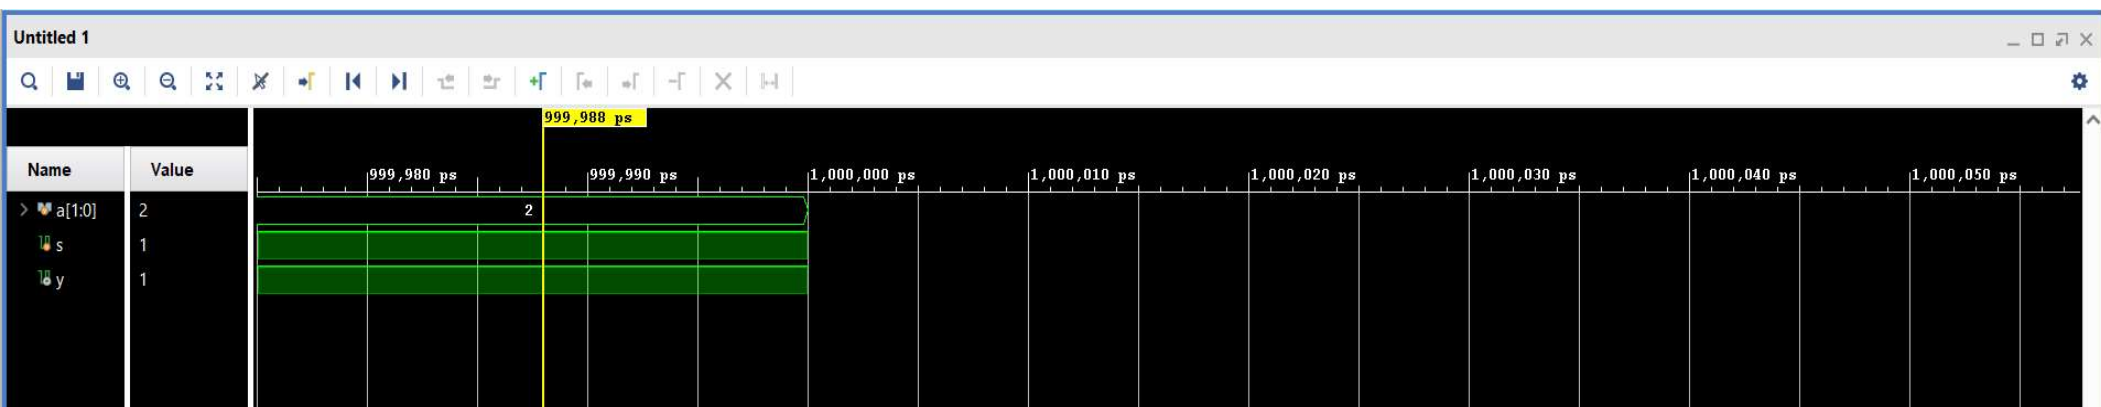 Untitled 1
999,988 ps
Name Value
999,980 ps 999,990 ps 1,000,000 ps 1,000,010 ps 1,000,020 ps 1,000,030 ps 1,000,040 ps 1,000,050 ps
a[1:0] 2 2
s 1
y 1